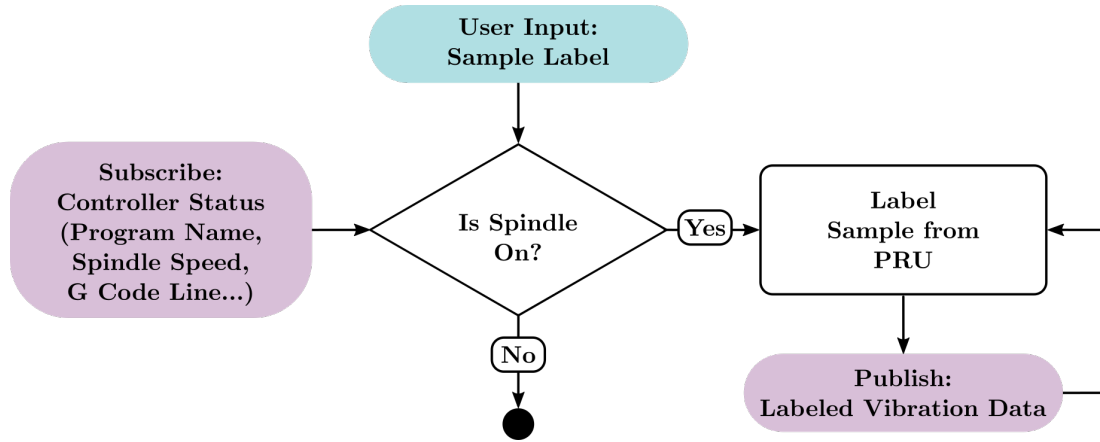 User Input:
Sample Label
Subscribe:
Controller Status
(Program Name,
Spindle Speed,
G Code Line...)
Is Spindle
On?
Yes
No
Label
Sample from
PRU
Publish:
Labeled Vibration Data